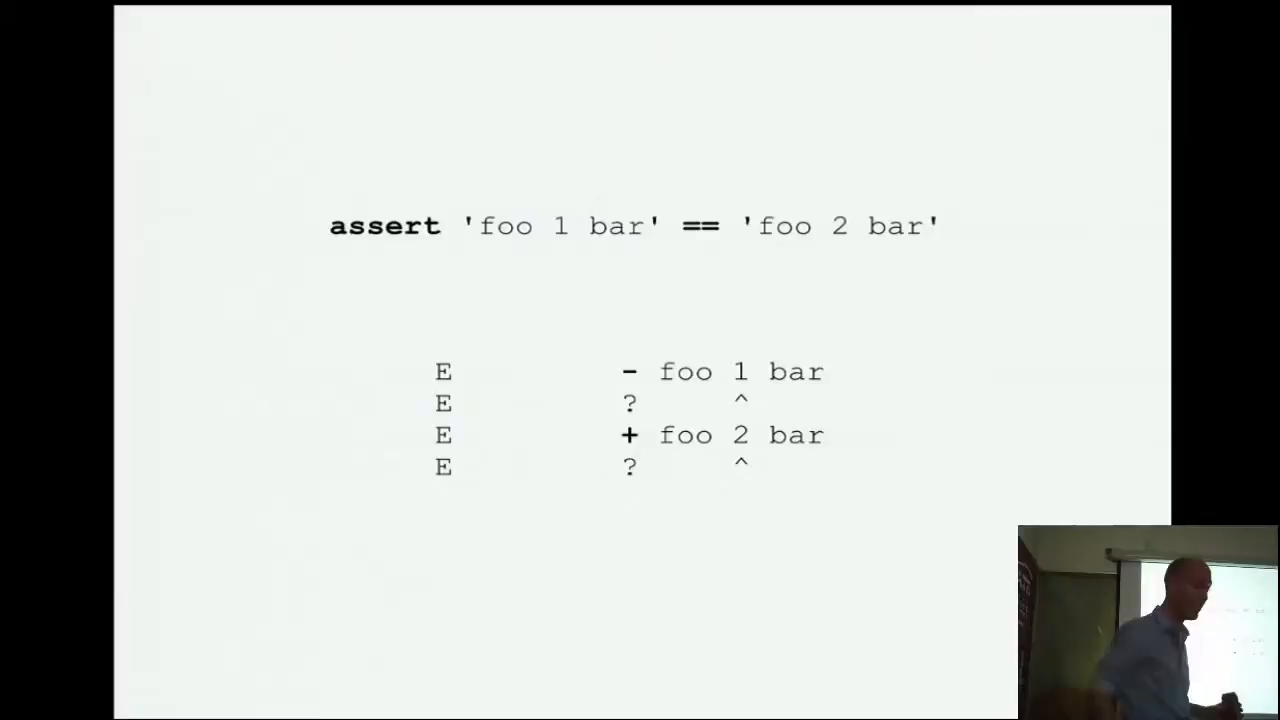 assert 'foo 1 bar' == 'foo 2 bar'
E - foo 1 bar
E ? ^
E + foo 2 bar
E ? ^